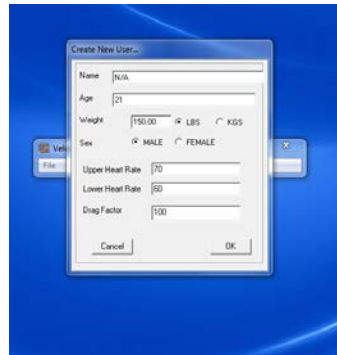 Create New User...
Name N/A
Age 21
Weight 150.00 LBS KGS
Sex MALE FEMALE
File
Upper Heart Rate 70
Lower Heart Rate 60
Drag Factor 100
Cancel OK